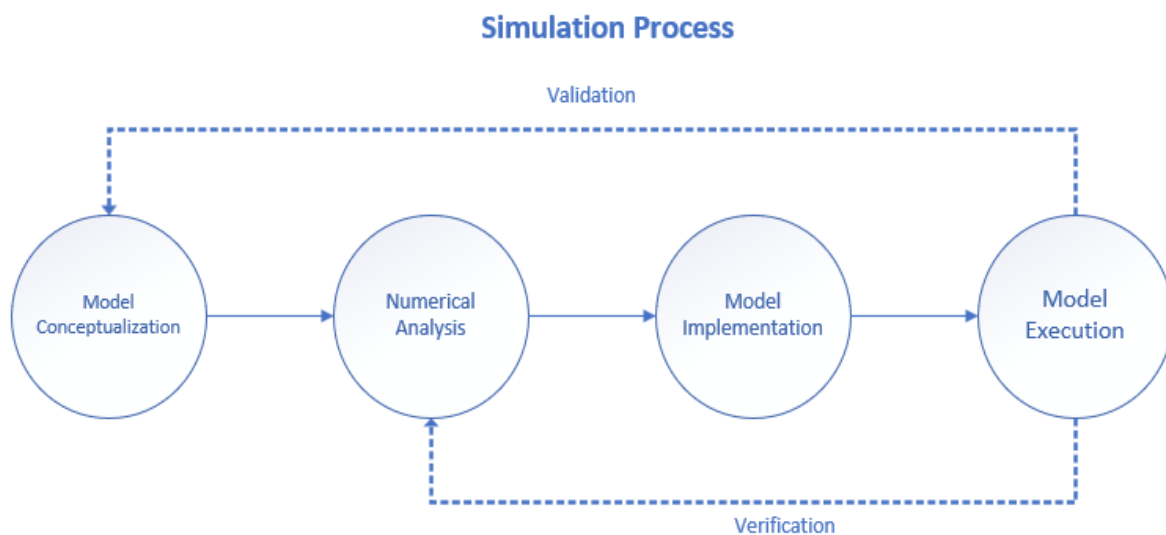 Simulation Process
Validation
Model
Conceptualization
Numerical
Analysis
Model
Implementation
Model
Execution
Verification